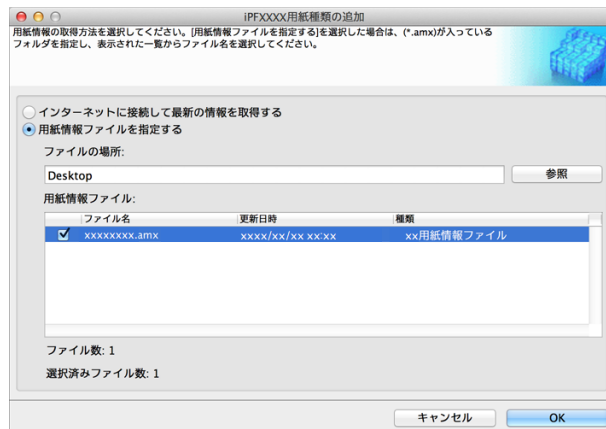 iPFXXXX用紙種類の追加
用紙情報の取得方法を選択してください。[用紙情報ファイルを指定する]を選択した場合は、(*.amx)が入っている
フォルダを指定し、表示された一覧からファイル名を選択してください。
インターネットに接続して最新の情報を取得する
用紙情報ファイルを指定する
ファイルの場所:
Desktop
参照
用紙情報ファイル:
ファイル名 更新日時 種類
xxxxxxxx.amx xxxx/xx/xx xx:xx xx用紙情報ファイル
ファイル数: 1
選択済みファイル数: 1
キャンセル OK